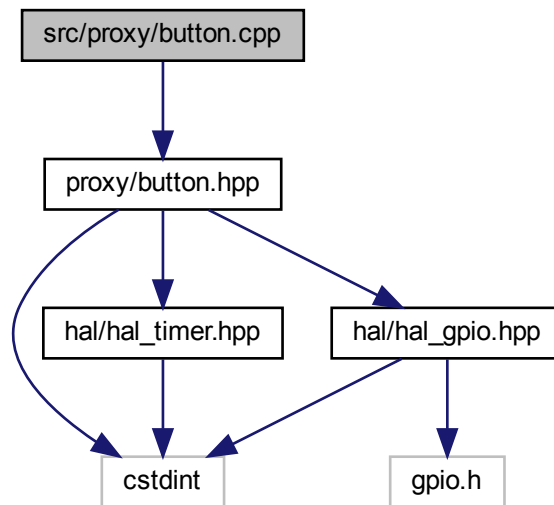 src/proxy/button.cpp
proxy/button.hpp
hal/hal_timer.hpp
hal/hal_gpio.hpp
cstdint
gpio.h